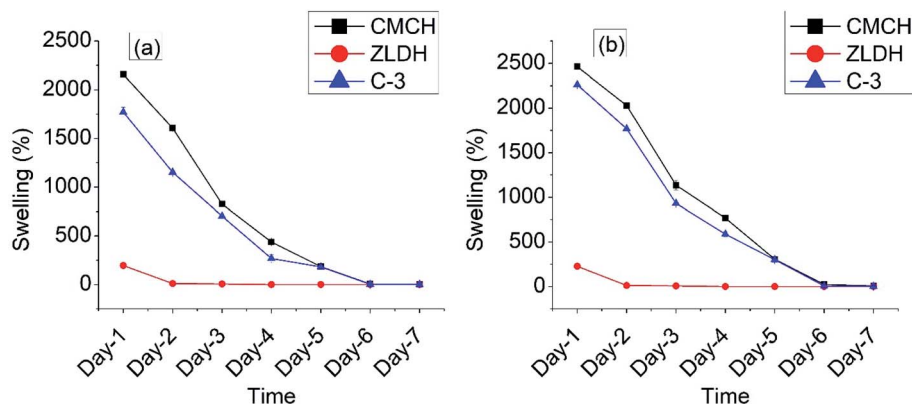 (a)
CMCH
ZLDH
C-3
2500
2000
1500
1000
500
0
Swelling (%)
Day-1
Day-2
Day-3
Day-4
Day-5
Day-6
Day-7
Time
(b)
CMCH
ZLDH
C-3
2500
2000
1500
1000
500
0
Swelling (%)
Day-1
Day-2
Day-3
Day-4
Day-5
Day-6
Day-7
Time